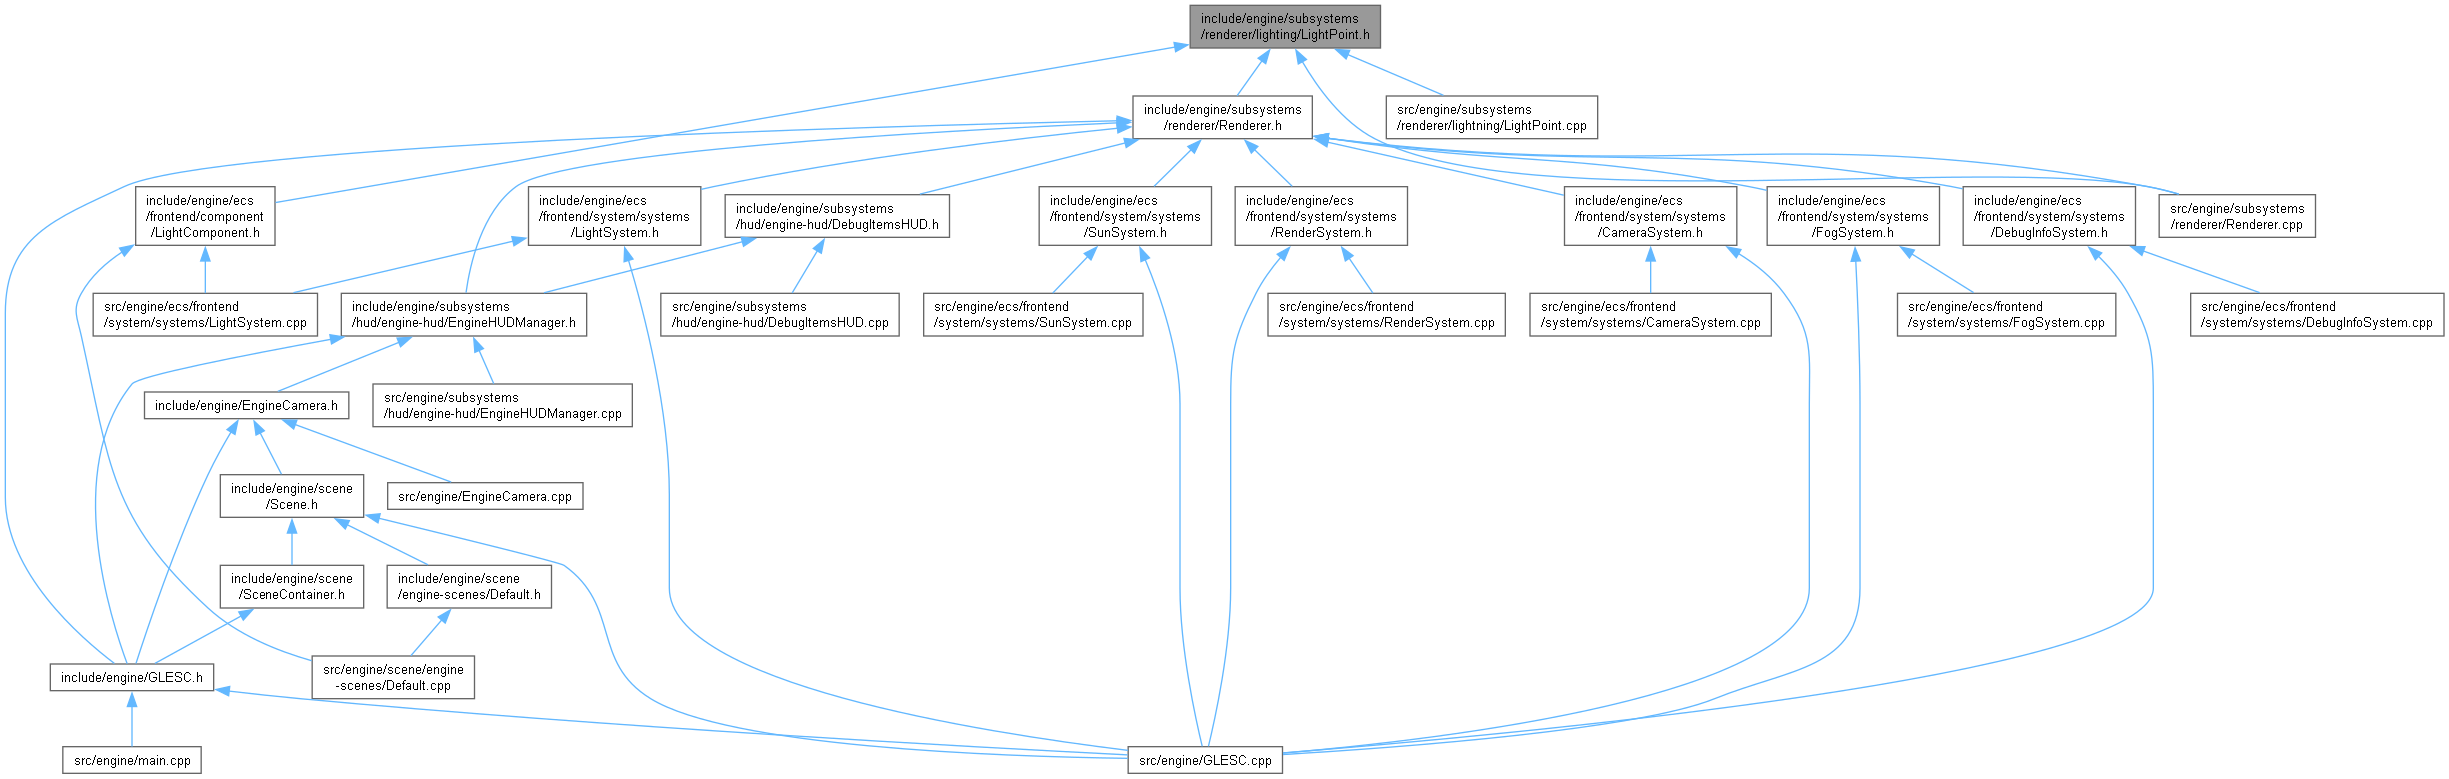 include/engine/subsystems
/renderer/lighting/LightPoint.h
include/engine/subsystems
/renderer/Renderer.h
src/engine/subsystems
/renderer/lightning/LightPoint.cpp
include/engine/ecs
/frontend/component
/LightComponent.h
include/engine/ecs
/frontend/system/systems
/LightSystem.h
include/engine/subsystems
/hud/engine-hud/DebugItemsHUD.h
include/engine/ecs
/frontend/system/systems
/SunSystem.h
include/engine/ecs
/frontend/system/systems
/RenderSystem.h
include/engine/ecs
/frontend/system/systems
/CameraSystem.h
include/engine/ecs
/frontend/system/systems
/FogSystem.h
include/engine/ecs
/frontend/system/systems
/DebugInfoSystem.h
src/engine/subsystems
/renderer/Renderer.cpp
src/engine/ecs/frontend
/system/systems/LightSystem.cpp
include/engine/subsystems
/hud/engine-hud/EngineHUDManager.h
src/engine/subsystems
/hud/engine-hud/DebugItemsHUD.cpp
src/engine/ecs/frontend
/system/systems/SunSystem.cpp
src/engine/ecs/frontend
/system/systems/RenderSystem.cpp
src/engine/ecs/frontend
/system/systems/CameraSystem.cpp
src/engine/ecs/frontend
/system/systems/FogSystem.cpp
src/engine/ecs/frontend
/system/systems/DebugInfoSystem.cpp
include/engine/EngineCamera.h
src/engine/subsystems
/hud/engine-hud/EngineHUDManager.cpp
include/engine/scene
/Scene.h
src/engine/EngineCamera.cpp
include/engine/scene
/SceneContainer.h
include/engine/scene
/engine-scenes/Default.h
include/engine/GLESC.h
src/engine/scene/engine
-scenes/Default.cpp
src/engine/main.cpp
src/engine/GLESC.cpp